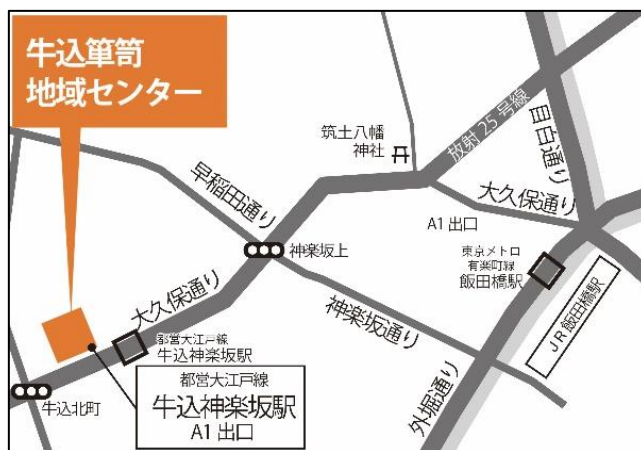 牛込箪笥
地域センター
筑土八幡
神社
放射25号線
目白通り
早稲田通り
大久保通り
A1出口
神楽坂上
東京メトロ
有楽町線
飯田橋駅
JR飯田橋駅
大久保通り
神楽坂通り
外堀通り
都営大江戸線
牛込神楽坂駅
牛込北町
都営大江戸線
牛込神楽坂駅
A1出口